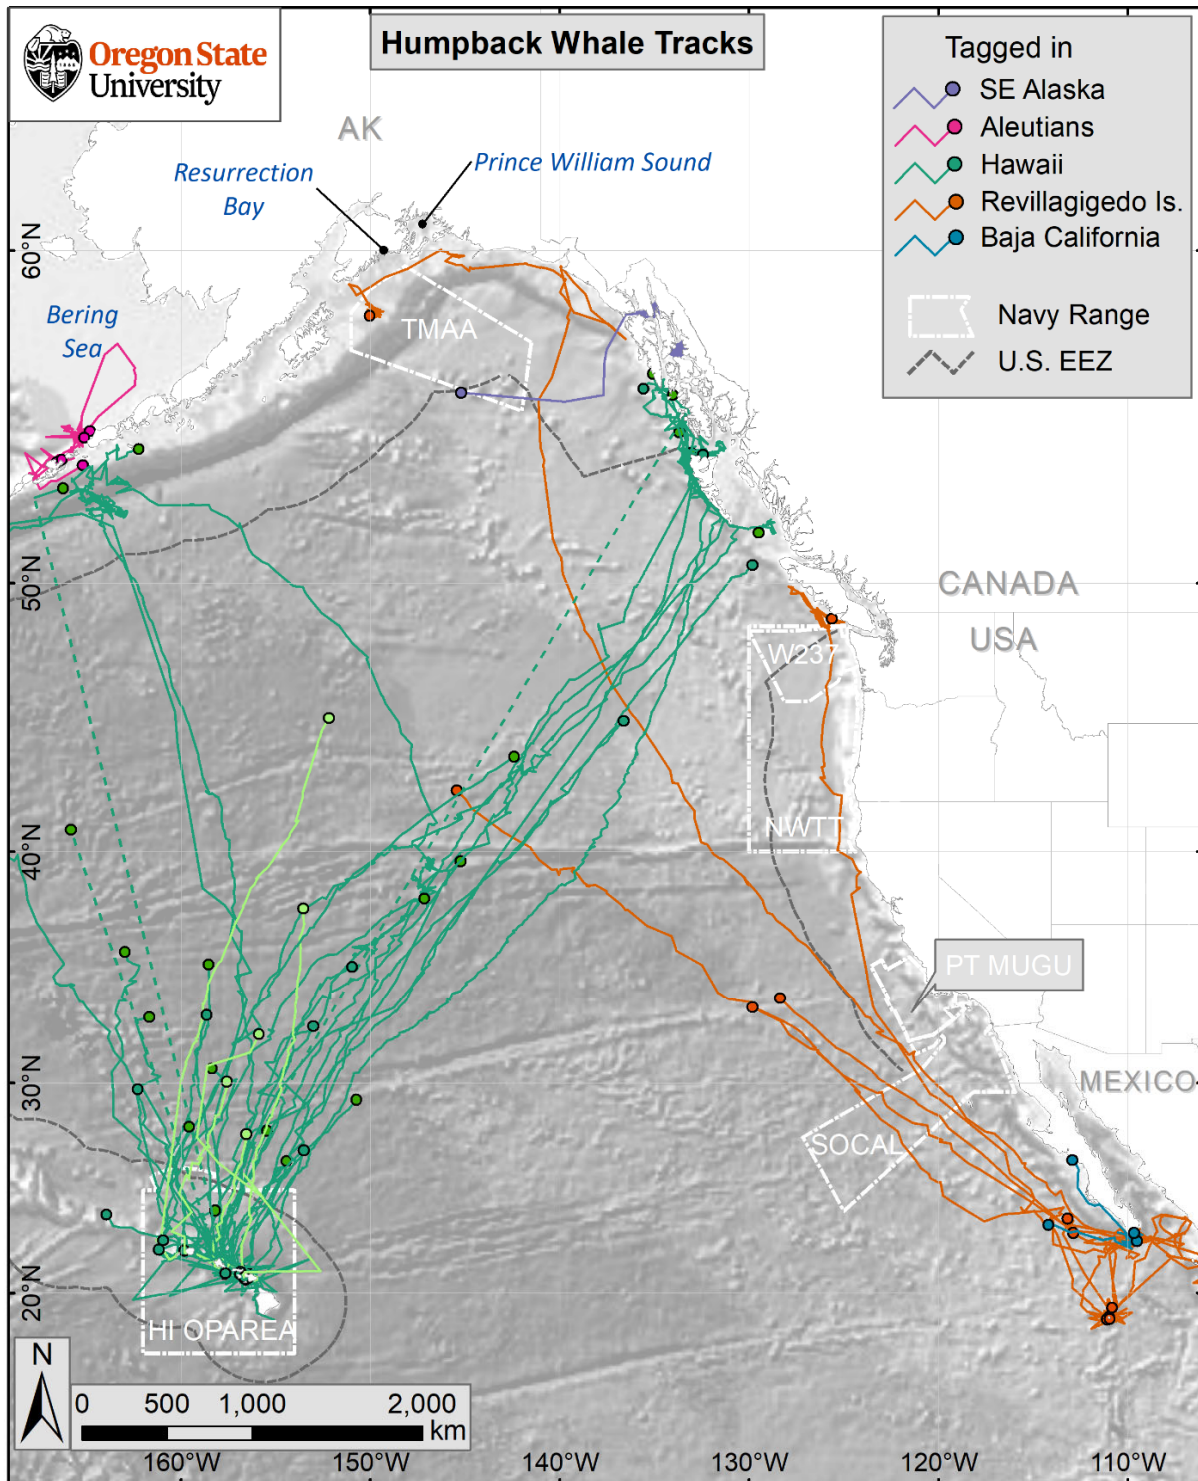 Oregon State
University
Humpback Whale Tracks
Tagged in
SE Alaska
Aleutians
Hawaii
Revillagigedo Is.
Baja California
Navy Range
U.S. EEZ
AK
Resurrection
Bay
Prince William Sound
60°N
Bering
Sea
TMAA
50°N
CANADA
USA
W237
NWTT
40°N
PT MUGU
30°N
MEXICO
SOCAL
20°N
HI OPAREA
N
0 500 1,000 2,000
km
160°W 150°W 140°W 130°W 120°W 110°W